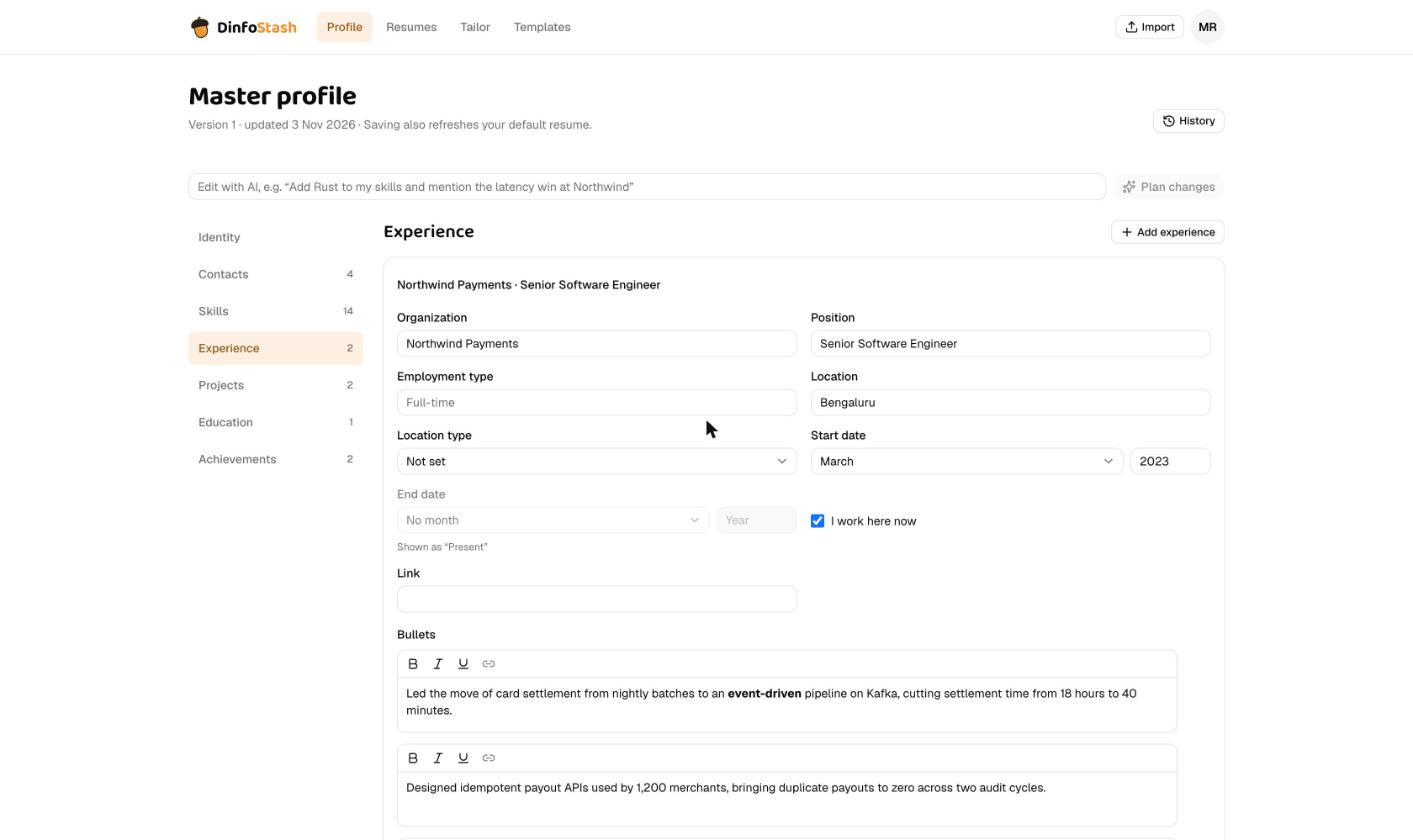 DinfoStash
Profile
Resumes
Tailor
Templates
Import
MR
Master profile
Version 1 · updated 3 Nov 2026 · Saving also refreshes your default resume.
History
Edit with AI, e.g. “Add Rust to my skills and mention the latency win at Northwind”
Plan changes
Identity
Contacts 4
Skills 14
Experience 2
Projects 2
Education 1
Achievements 2
Experience
Add experience
Northwind Payments · Senior Software Engineer
Organization
Northwind Payments
Position
Senior Software Engineer
Employment type
Full-time
Location
Bengaluru
Location type
Not set
Start date
March
2023
End date
No month
Year
I work here now
Shown as “Present”
Link
Bullets
B I U
Led the move of card settlement from nightly batches to an event-driven pipeline on Kafka, cutting settlement time from 18 hours to 40
minutes.
B I U
Designed idempotent payout APIs used by 1,200 merchants, bringing duplicate payouts to zero across two audit cycles.